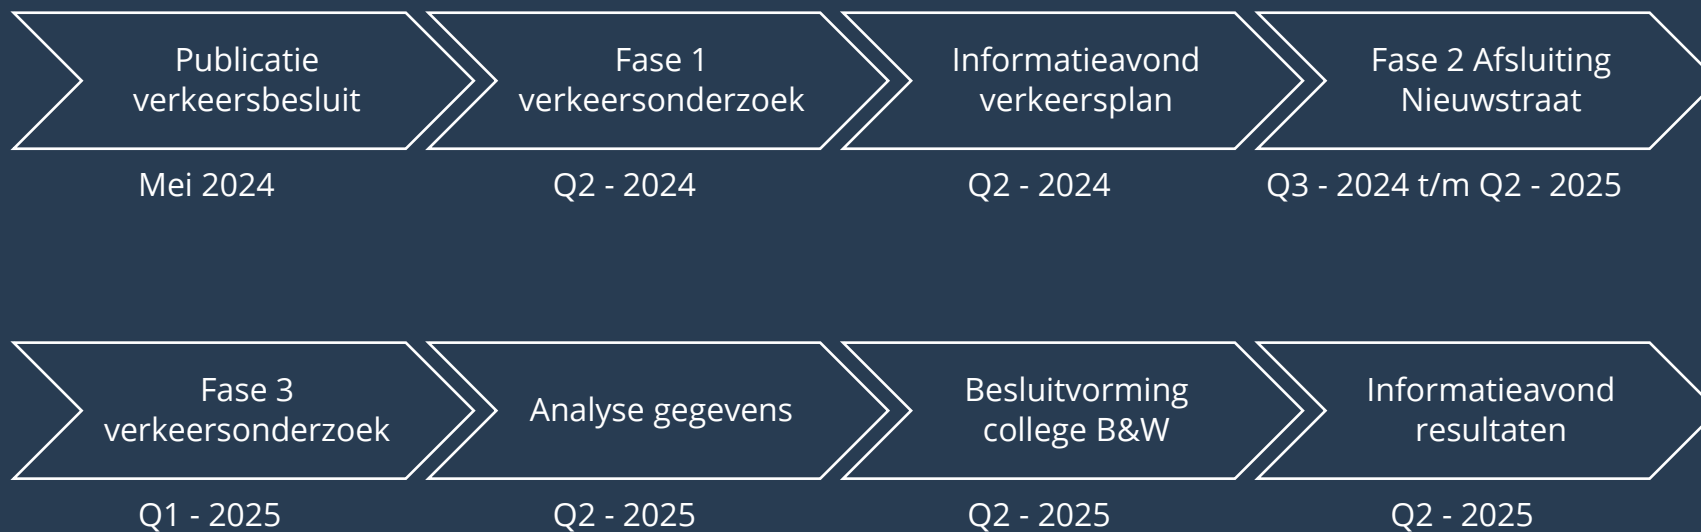 Publicatie
verkeersbesluit
Fase 1
verkeersonderzoek
Informatieavond
verkeersplan
Fase 2 Afsluiting
Nieuwstraat
Mei 2024
Q2 - 2024
Q2 - 2024
Q3 - 2024 t/m Q2 - 2025
Fase 3
verkeersonderzoek
Analyse gegevens
Besluitvorming
college B&W
Informatieavond
resultaten
Q1 - 2025
Q2 - 2025
Q2 - 2025
Q2 - 2025